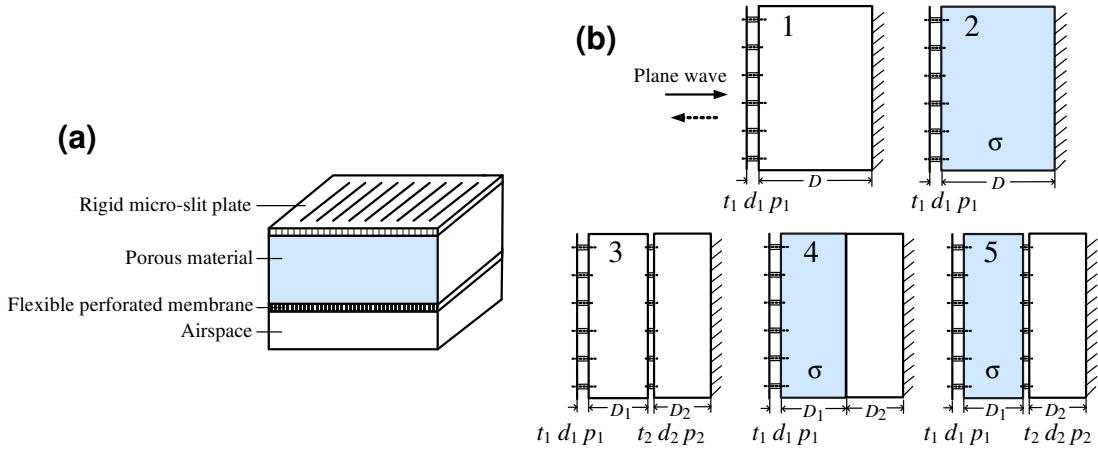 (a)
Rigid micro-slit plate
Porous material
Flexible perforated membrane
Airspace
(b)
Plane wave
1
D
t1 d1 p1
2
σ
D
t1 d1 p1
3
D1 D2
t1 d1 p1 t2 d2 p2
4
σ
D1 D2
t1 d1 p1
5
σ
D1 D2
t1 d1 p1 t2 d2 p2